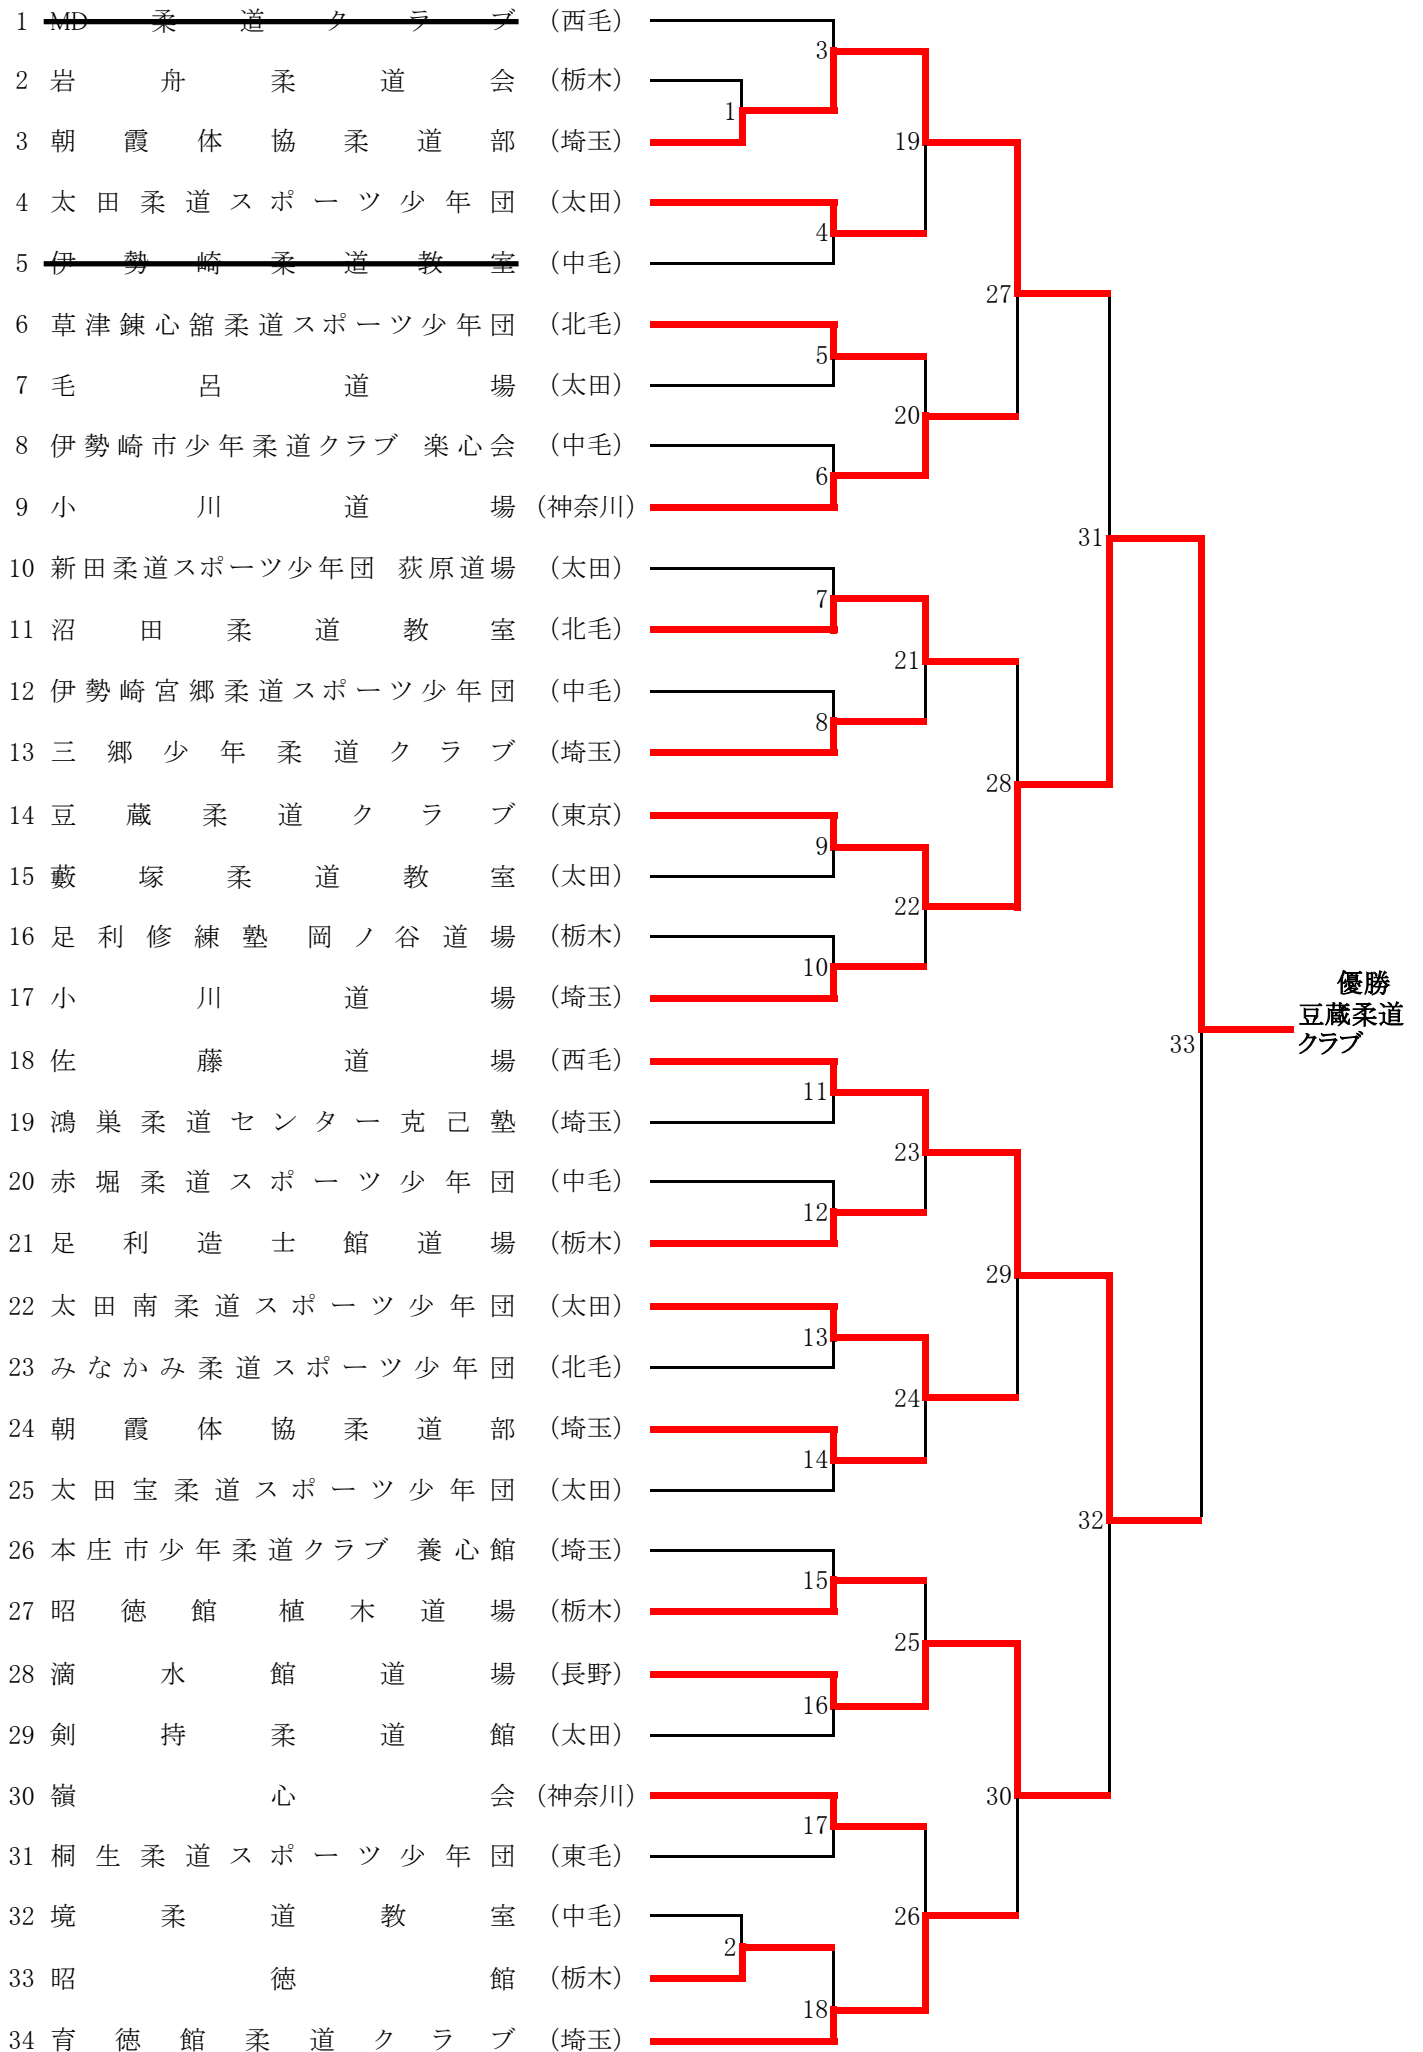 1 MD柔道クラブ (西毛)
2 岩舟柔道会 (栃木)
3 朝霞体協柔道部 (埼玉)
4 太田柔道スポーツ少年団 (太田)
5 伊勢崎柔道教室 (中毛)
6 草津錬心舘柔道スポーツ少年団 (北毛)
7 毛呂道場 (太田)
8 伊勢崎市少年柔道クラブ 楽心会 (中毛)
9 小川道場 (神奈川)
10 新田柔道スポーツ少年団 荻原道場 (太田)
11 沼田柔道教室 (北毛)
12 伊勢崎宮郷柔道スポーツ少年団 (中毛)
13 三郷少年柔道クラブ (埼玉)
14 豆蔵柔道クラブ (東京)
15 藪塚柔道教室 (太田)
16 足利修練塾 岡ノ谷道場 (栃木)
17 小川道場 (埼玉)
18 佐藤道場 (西毛)
19 鴻巣柔道センター克己塾 (埼玉)
20 赤堀柔道スポーツ少年団 (中毛)
21 足利造士館道場 (栃木)
22 太田南柔道スポーツ少年団 (太田)
23 みなかみ柔道スポーツ少年団 (北毛)
24 朝霞体協柔道部 (埼玉)
25 太田宝柔道スポーツ少年団 (太田)
26 本庄市少年柔道クラブ 養心館 (埼玉)
27 昭徳館 植木道場 (栃木)
28 滴水館道場 (長野)
29 剣持柔道館 (太田)
30 嶺心会 (神奈川)
31 桐生柔道スポーツ少年団 (東毛)
32 境柔道教室 (中毛)
33 昭徳館 (栃木)
34 育徳館柔道クラブ (埼玉)
1
2
3
4
5
6
7
8
9
10
11
12
13
14
15
16
17
18
19
20
21
22
23
24
25
26
27
28
29
30
31
32
33
優勝
豆蔵柔道
クラブ